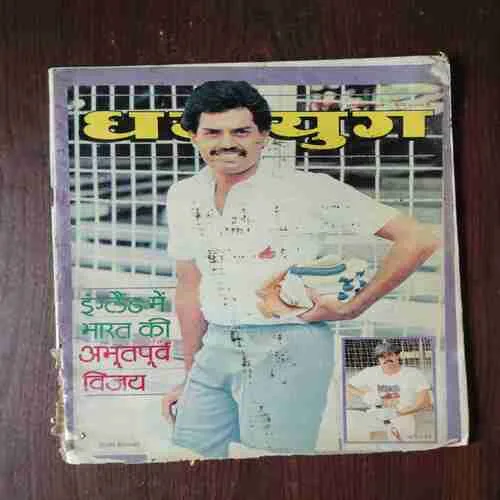 धर्मयुग
इंग्लैंड में
भारत की
अभूतपूर्व
विजय